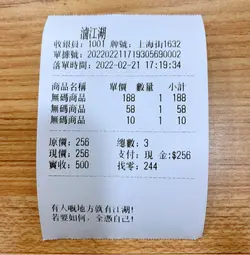 漓江湖
收銀員: 1001 牌號: 上海街1632
單據號: 2022022117193056900002
落單時間: 2022-02-21 17:19:34
商品名稱 單價 數量 小計
無碼商品 188 1 188
無碼商品 58 1 58
無碼商品 10 1 10
原價: 256 總數: 3
現價: 256 支付: 現金:$256
實收: 500 找零: 244
有人嘅地方就有江湖!
若要如何, 全憑自己!